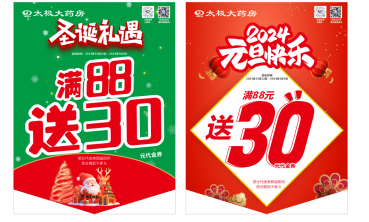 太极大药房
圣诞礼遇
满88
送30
元代金券
太极大药房
2024
元旦快乐
满88元
送30
元代金券